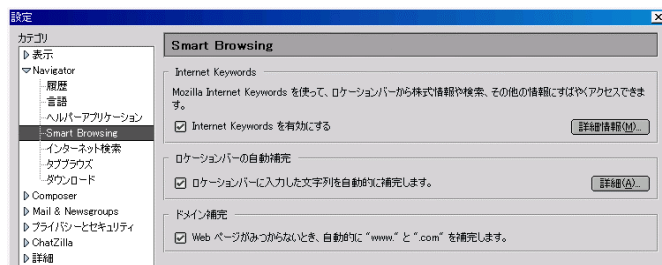 設定
カテゴリ
表示
Navigator
履歴
言語
ヘルパーアプリケーション
Smart Browsing
インターネット検索
タブブラウズ
ダウンロード
Composer
Mail & Newsgroups
プライバシーとセキュリティ
ChatZilla
詳細
Smart Browsing
Internet Keywords
Mozilla Internet Keywords を使って、ロケーションバーから株式情報や検索、その他の情報にすばやくアクセスできま
す。
Internet Keywords を有効にする
詳細情報(M)...
ロケーションバーの自動補完
ロケーションバーに入力した文字列を自動的に補完します。
詳細(A)...
ドメイン補完
Web ページがみつからないとき、自動的に "www." と ".com" を補完します。